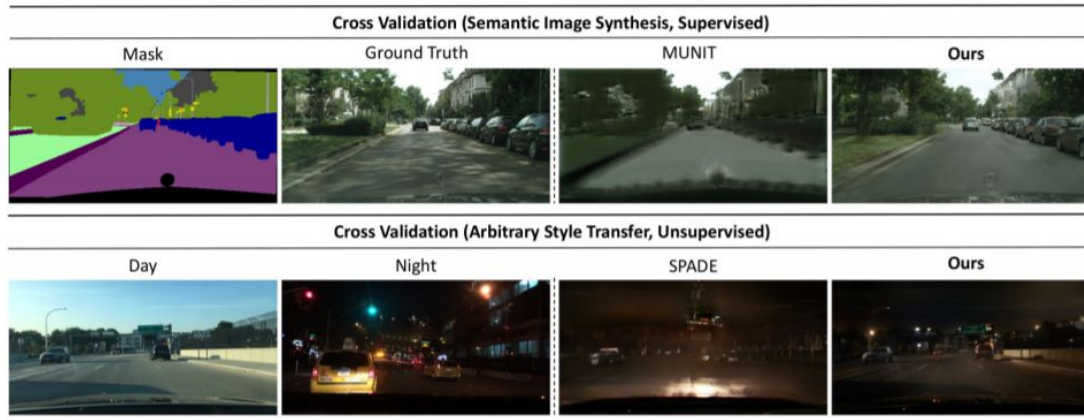 Cross Validation (Semantic Image Synthesis, Supervised)
Mask Ground Truth MUNIT Ours
Cross Validation (Arbitrary Style Transfer, Unsupervised)
Day Night SPADE Ours